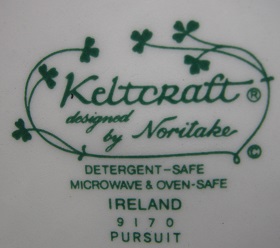 Keltcraft ®
designed
by Noritake
DETERGENT-SAFE
MICROWAVE & OVEN-SAFE
IRELAND
9170
PURSUIT